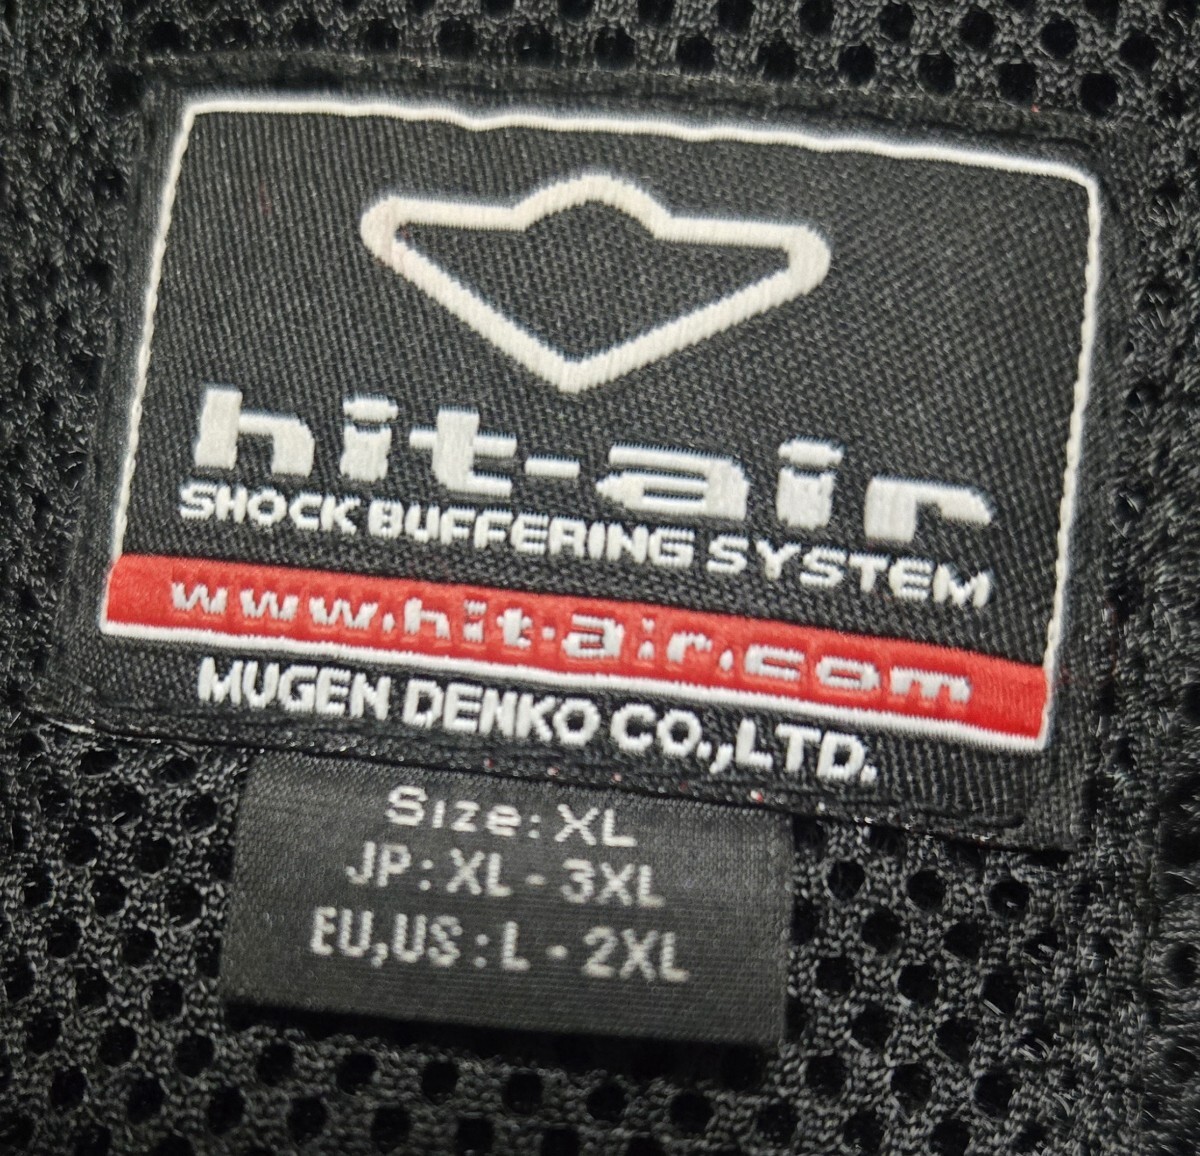 hit-air
SHOCK BUFFERING SYSTEM
www.hit-air.com
MUGEN DENKO CO.,LTD.
Size: XL
JP: XL - 3XL
EU,US: L - 2XL